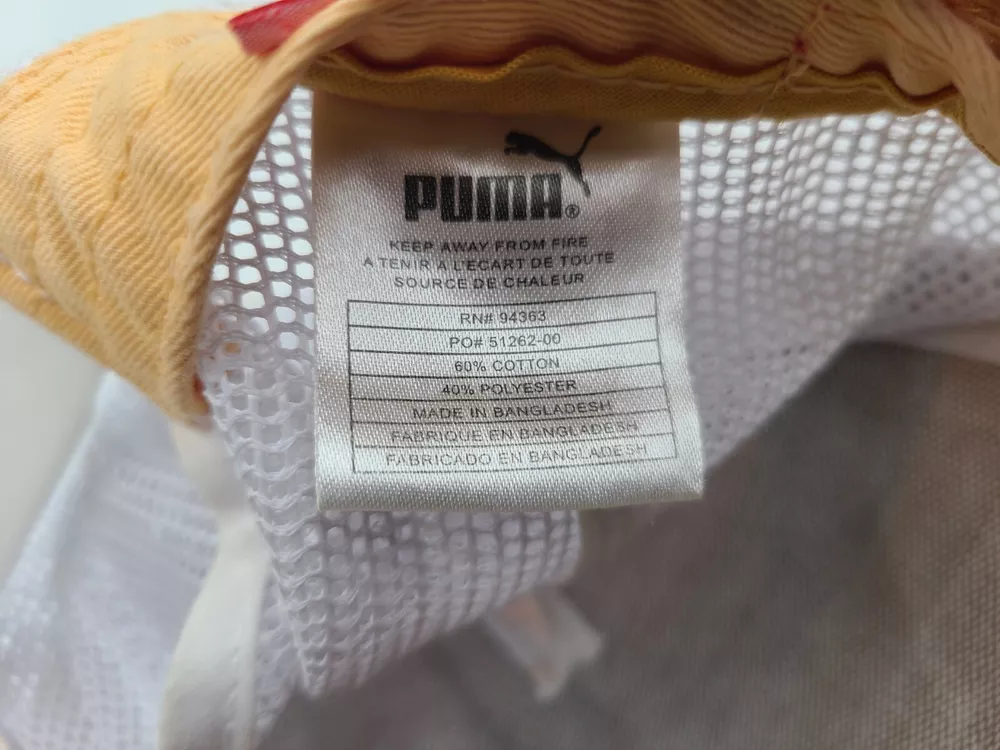 PUMA®
KEEP AWAY FROM FIRE
A TENIR A L'ECART DE TOUTE
SOURCE DE CHALEUR
RN# 94363
PO# 51262-00
60% COTTON
40% POLYESTER
MADE IN BANGLADESH
FABRIQUE EN BANGLADESH
FABRICADO EN BANGLADESH